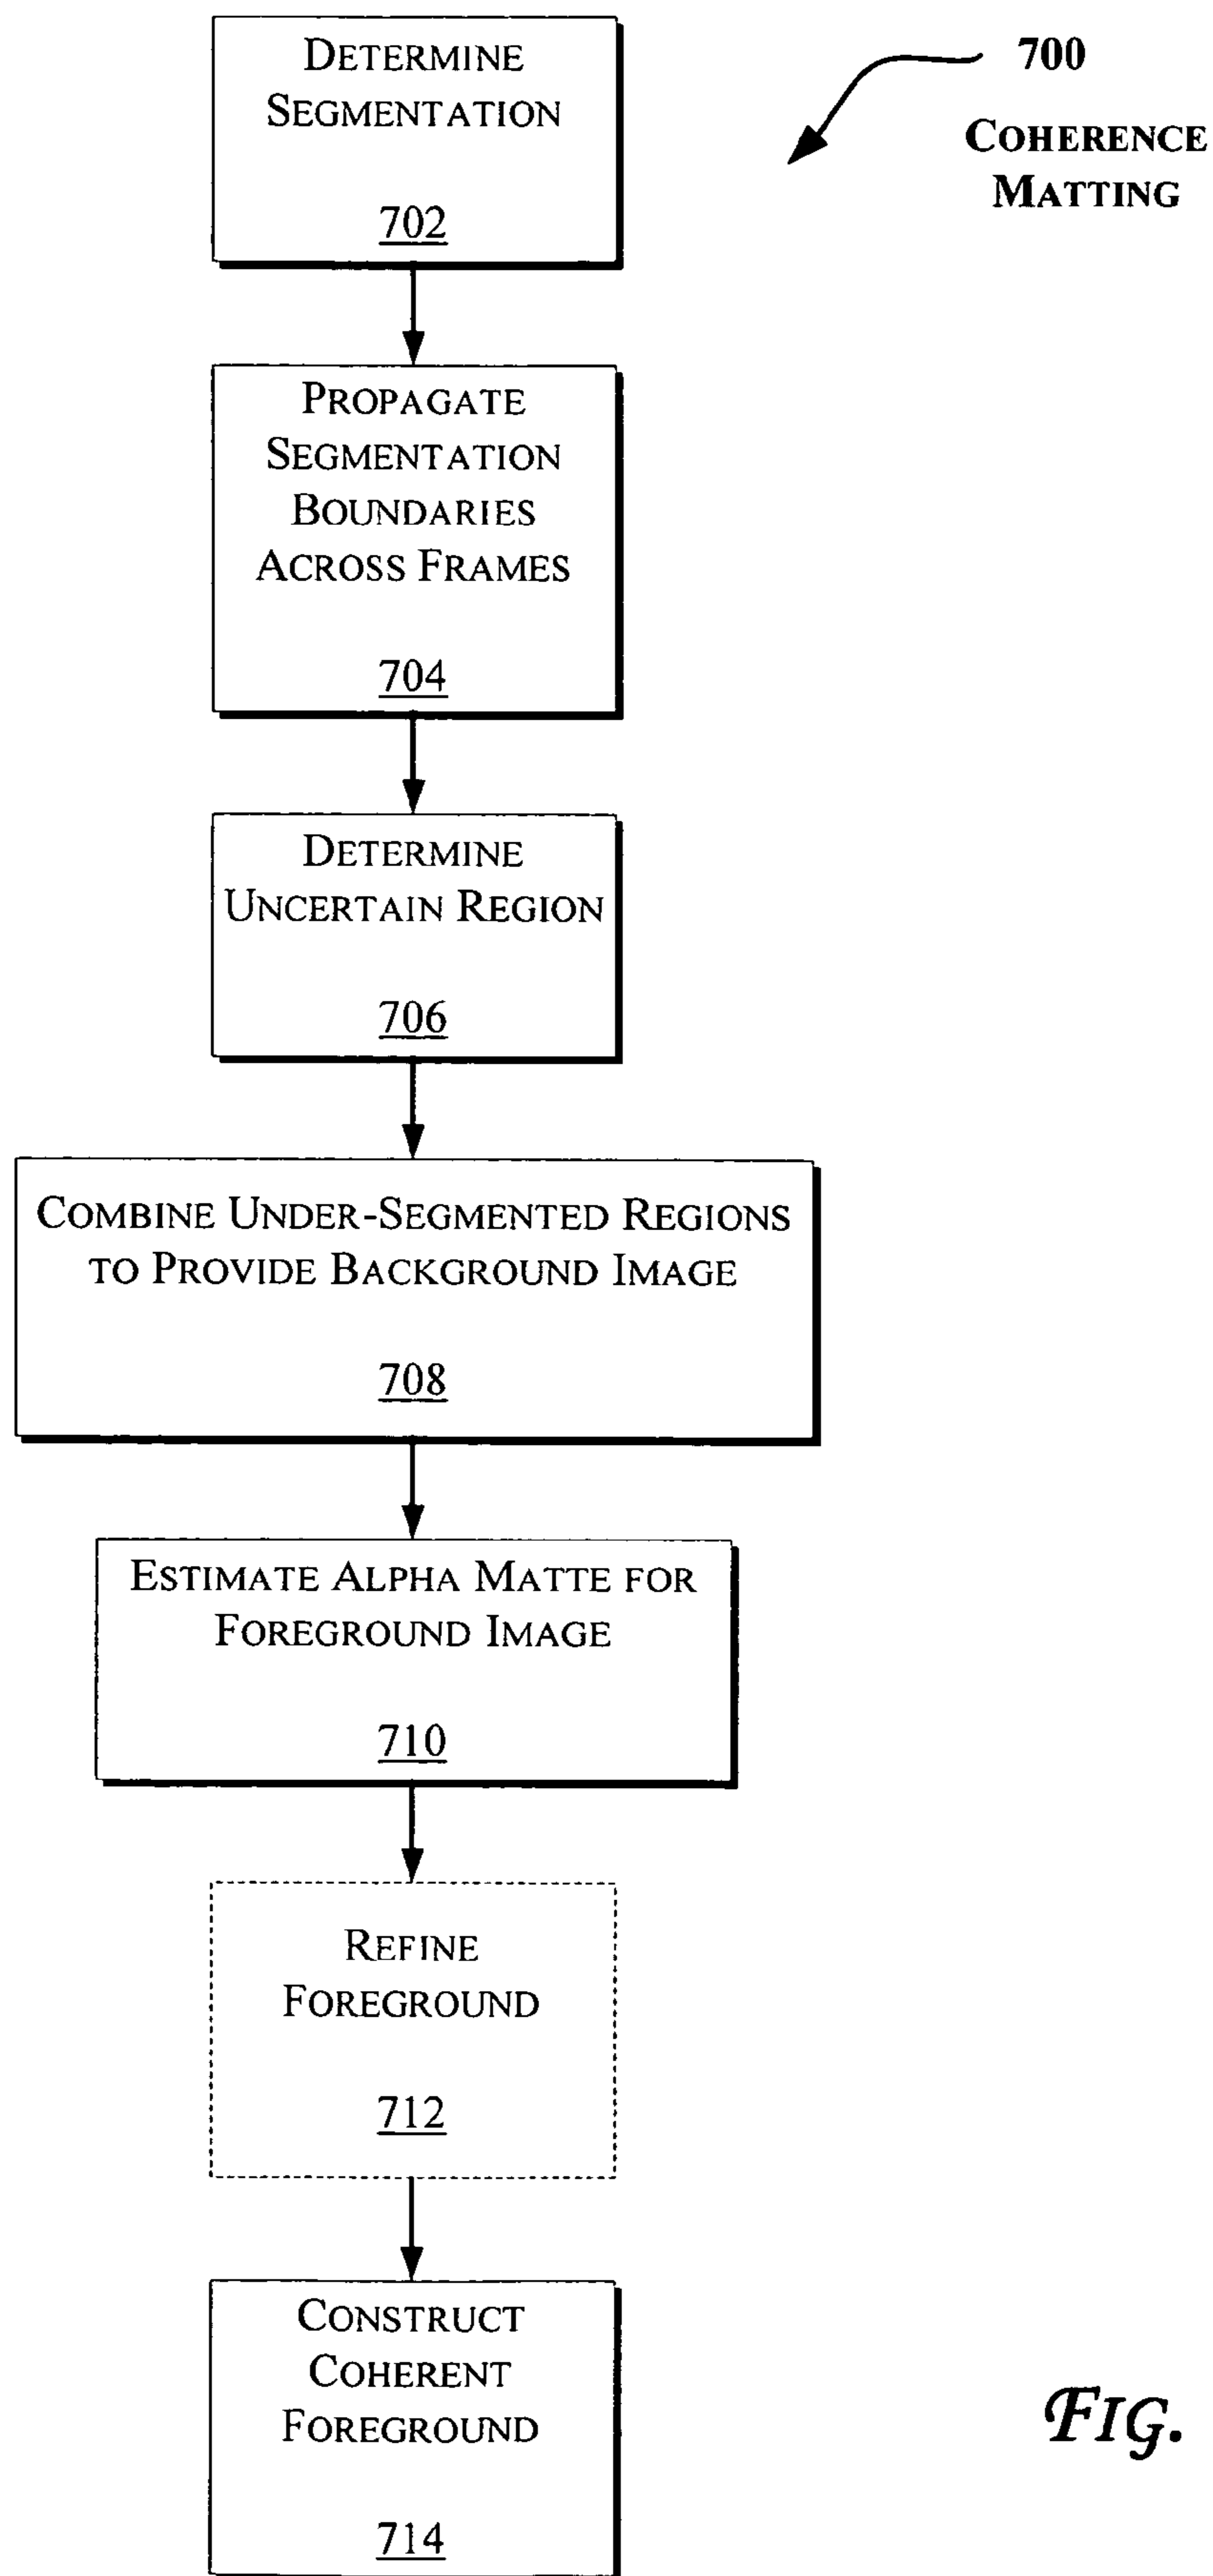 DETERMINE
SEGMENTATION
702
700
COHERENCE
MATTING
PROPAGATE
SEGMENTATION
BOUNDARIES
ACROSS FRAMES
704
DETERMINE
UNCERTAIN REGION
706
COMBINE UNDER-SEGMENTED REGIONS
TO PROVIDE BACKGROUND IMAGE
708
ESTIMATE ALPHA MATTE FOR
FOREGROUND IMAGE
710
REFINE
FOREGROUND
712
CONSTRUCT
COHERENT
FOREGROUND
714
FIG.